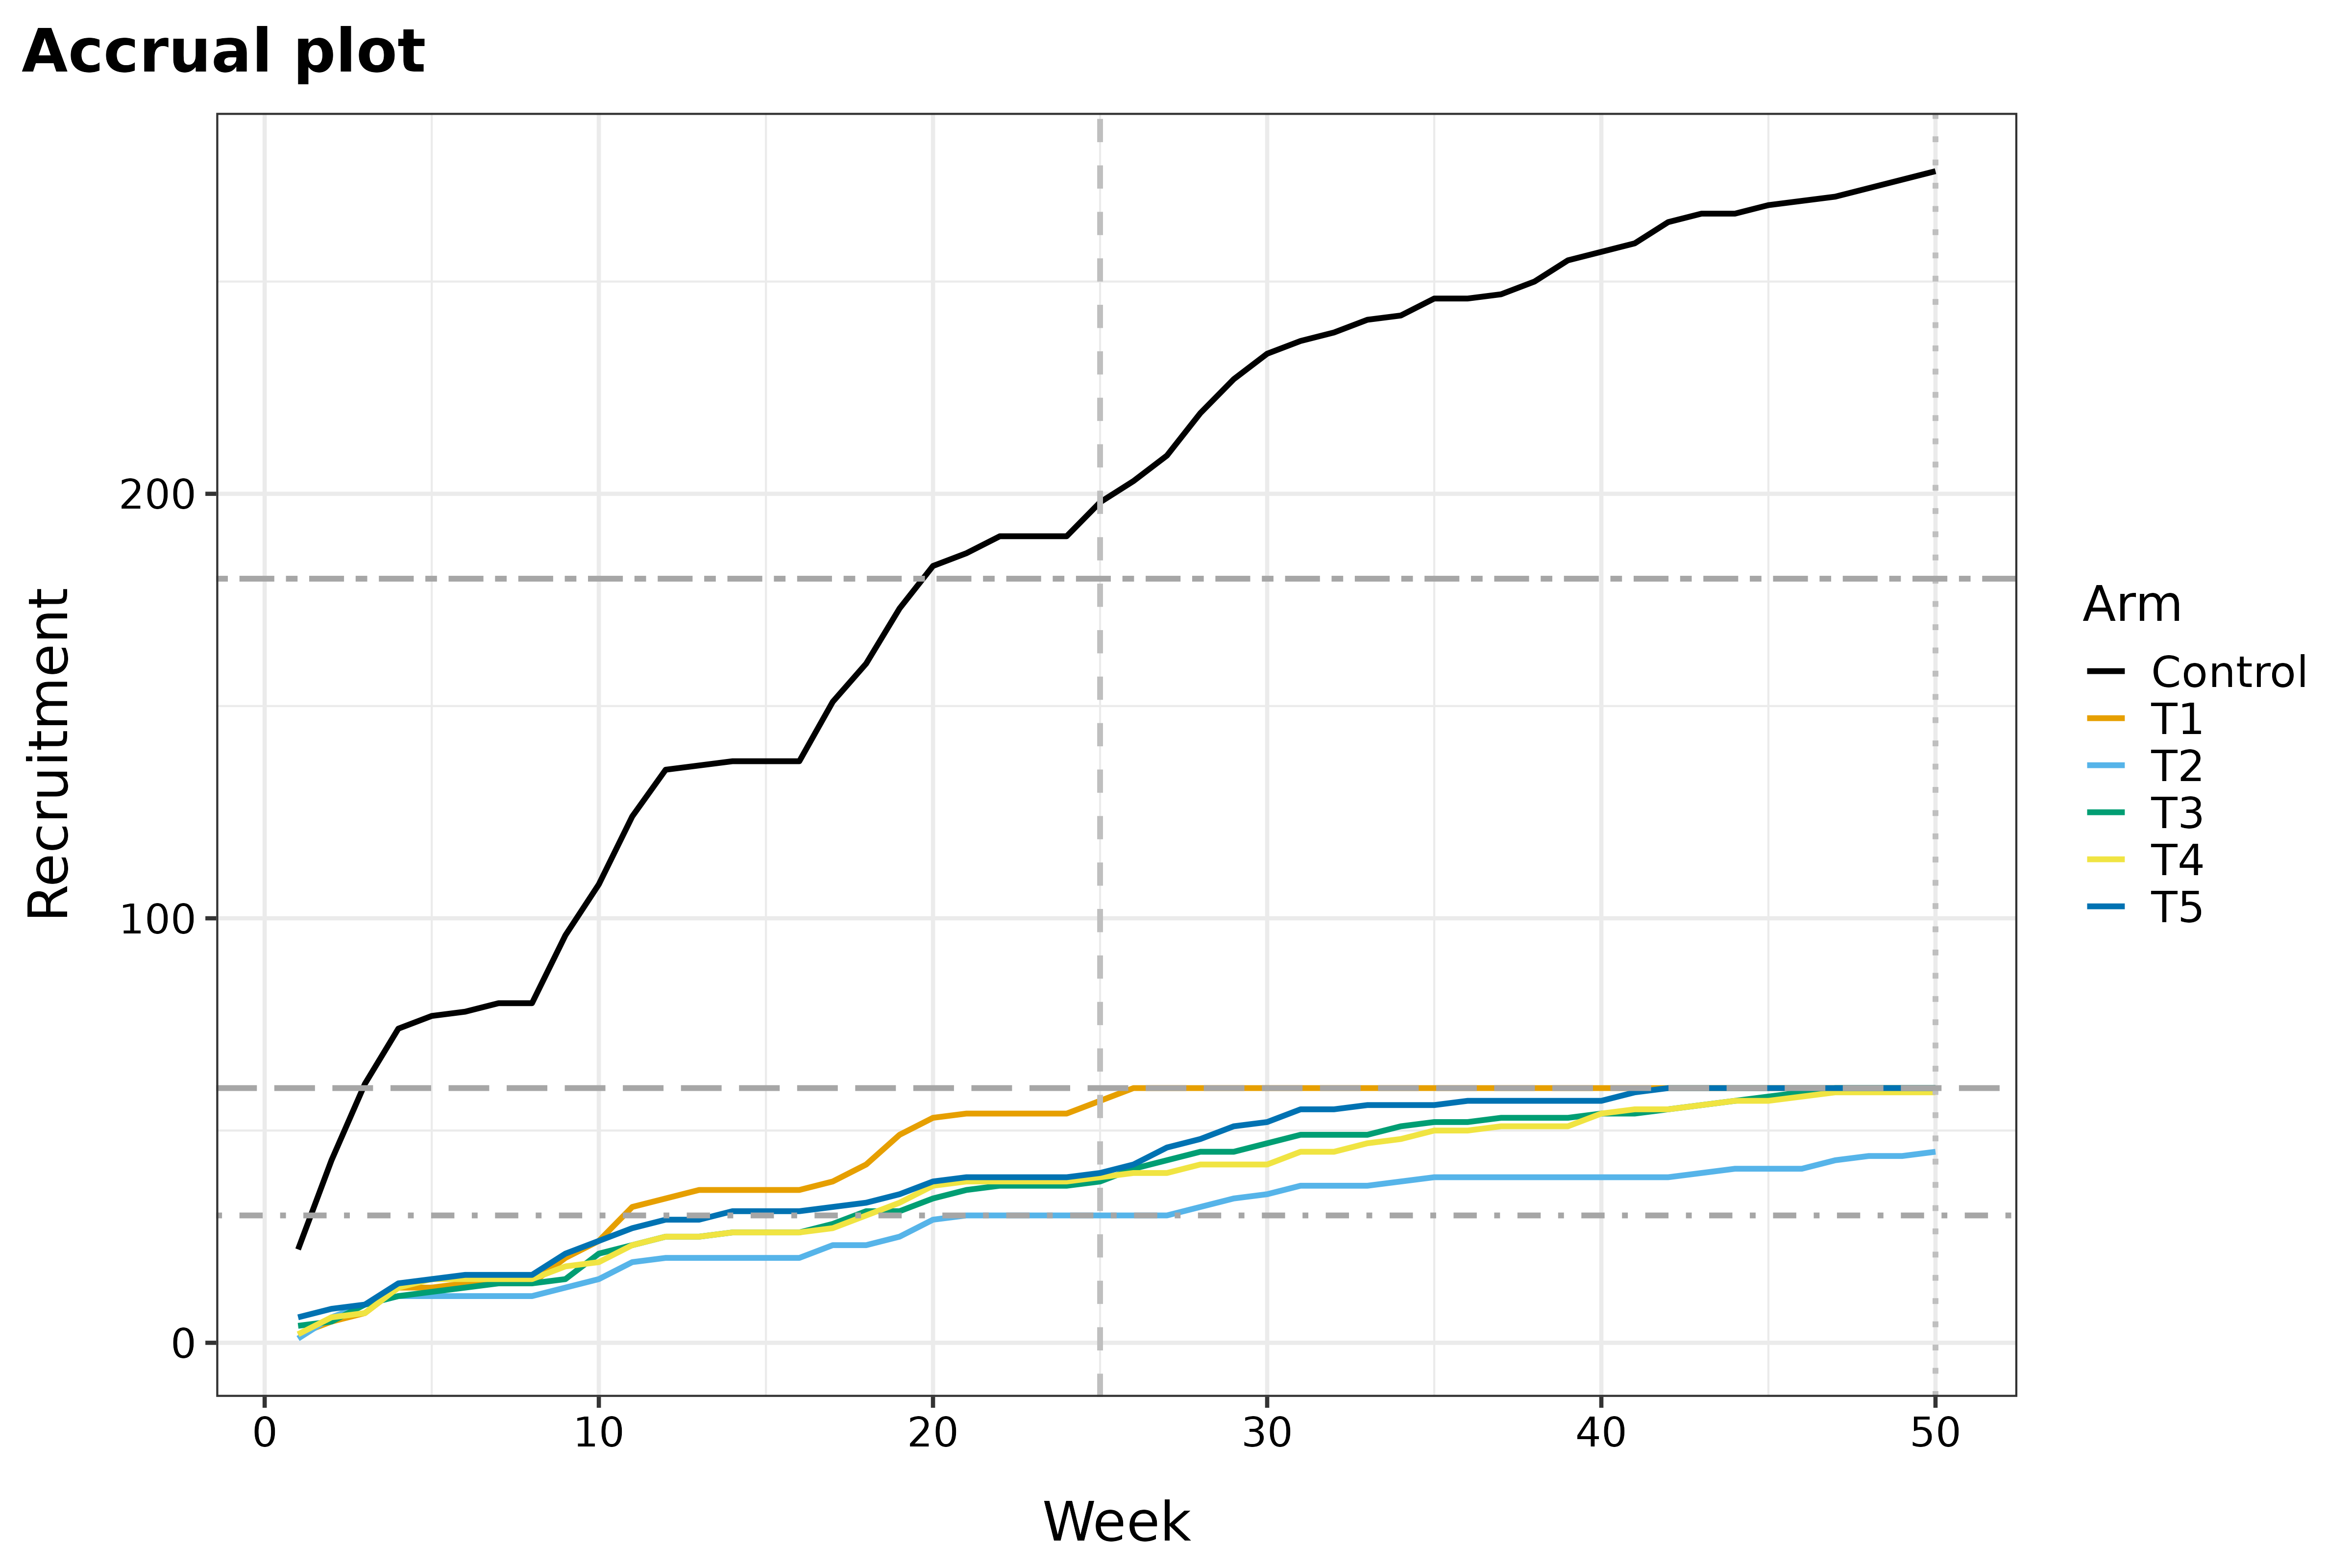 Accrual plot
Recruitment
200
100
0
0 10 20 30 40 50
Week
Arm
Control
T1
T2
T3
T4
T5